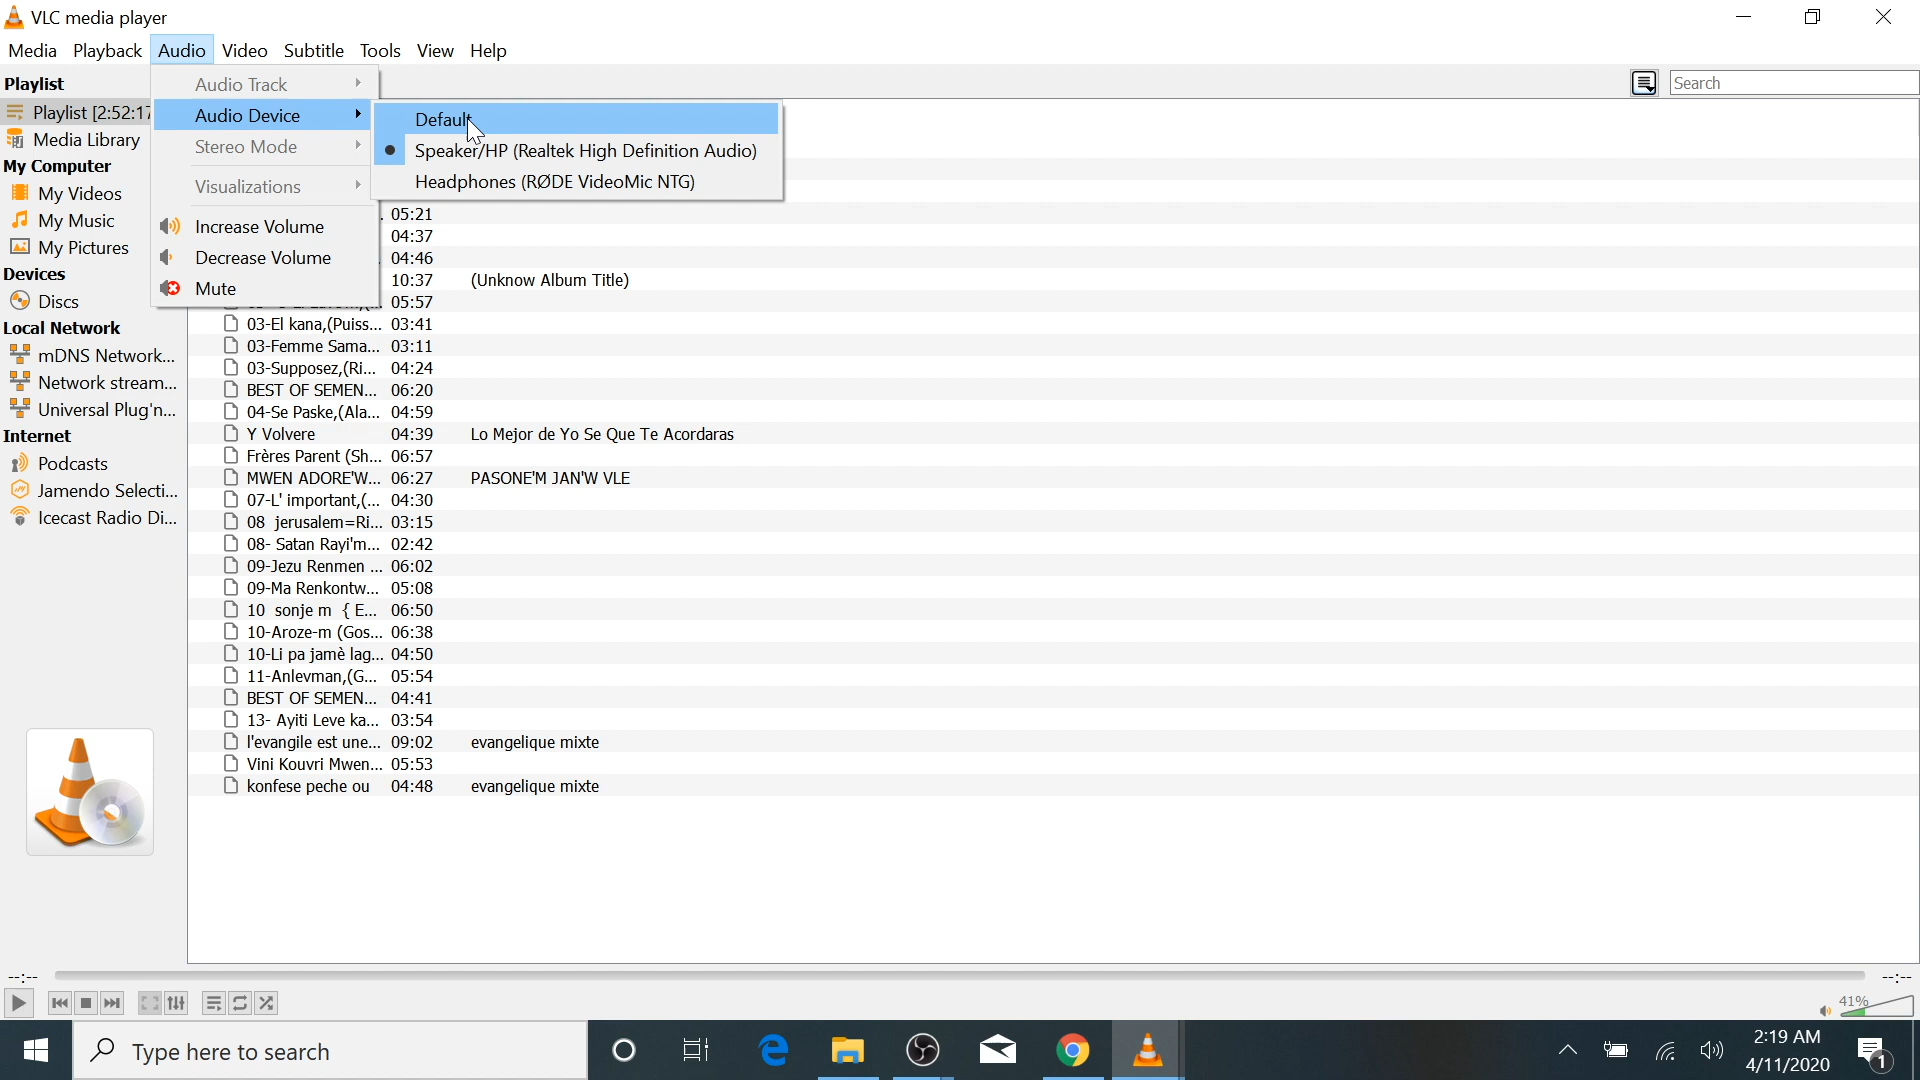 VLC media player
Media Playback Audio Video Subtitle Tools View Help
Playlist
Playlist [2:52:17
Media Library
My Computer
My Videos
My Music
My Pictures
Devices
Discs
Local Network
mDNS Network...
Network stream...
Universal Plug'n...
Internet
Podcasts
Jamendo Selecti...
Icecast Radio Di...
Audio Track
Audio Device
Stereo Mode
Visualizations
Increase Volume
Decrease Volume
Mute
Default
Speaker/HP (Realtek High Definition Audio)
Headphones (RØDE VideoMic NTG)
Search
05:21
04:37
04:46
10:37 (Unknow Album Title)
05:57
03-El kana,(Puiss... 03:41
03-Femme Sama... 03:11
03-Supposez,(Ri... 04:24
BEST OF SEMEN... 06:20
04-Se Paske,(Ala... 04:59
Y Volvere 04:39 Lo Mejor de Yo Se Que Te Acordaras
Frères Parent (Sh... 06:57
MWEN ADORE'W... 06:27 PASONE'M JAN'W VLE
07-L' important,(... 04:30
08 jerusalem=Ri... 03:15
08- Satan Rayi'm... 02:42
09-Jezu Renmen ... 06:02
09-Ma Renkontw... 05:08
10 sonje m { E... 06:50
10-Aroze-m (Gos... 06:38
10-Li pa jamè lag... 04:50
11-Anlevman,(G... 05:54
BEST OF SEMEN... 04:41
13- Ayiti Leve ka... 03:54
l'evangile est une... 09:02 evangelique mixte
Vini Kouvri Mwen... 05:53
konfese peche ou 04:48 evangelique mixte
--:-- --:--
41%
Type here to search
2:19 AM
4/11/2020
1